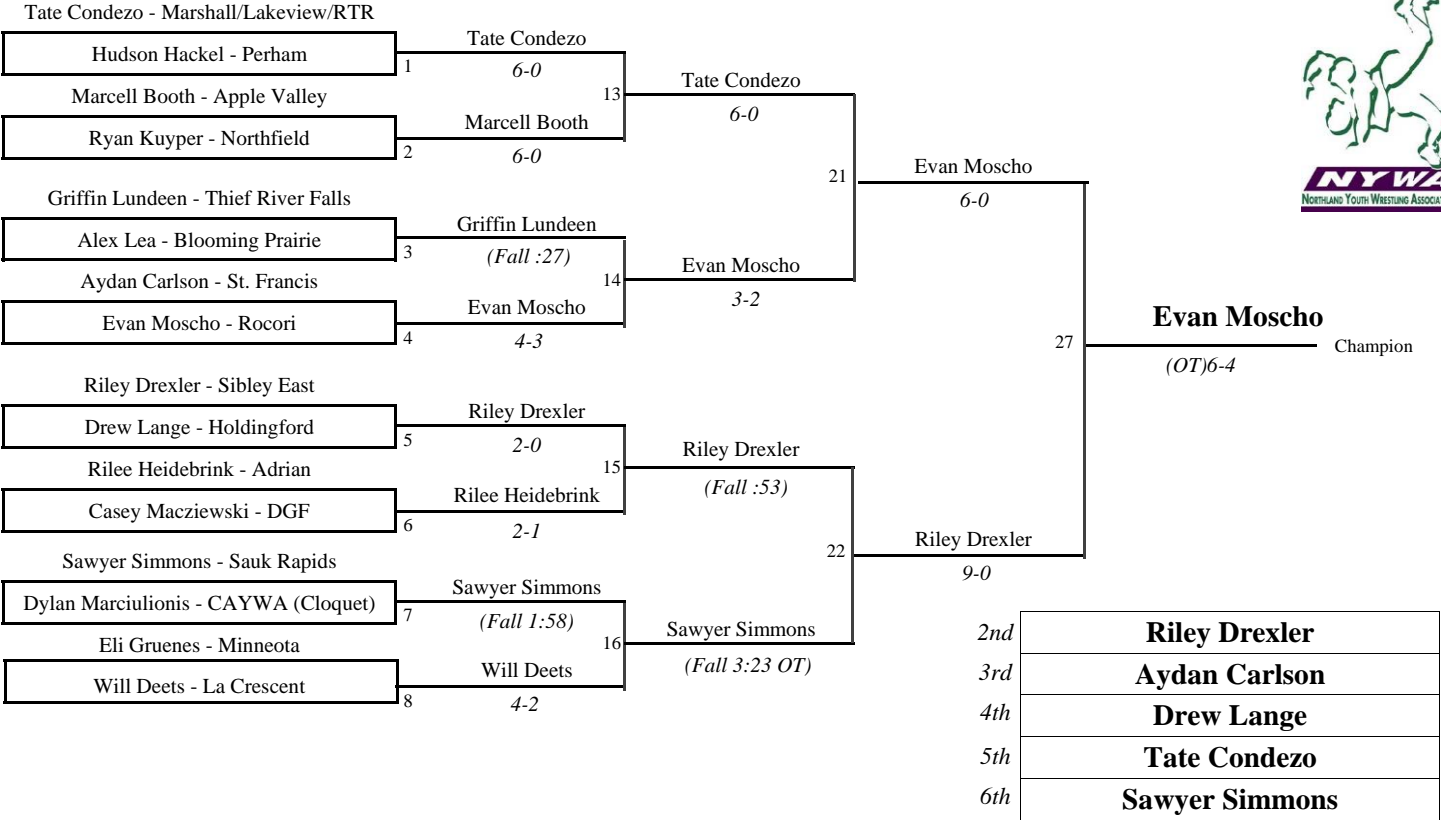 Tate Condezo - Marshall/Lakeview/RTR
Hudson Hackel - Perham
1
Tate Condezo
6-0
Marcell Booth - Apple Valley
Ryan Kuyper - Northfield
2
Marcell Booth
6-0
13
Tate Condezo
6-0
Griffin Lundeen - Thief River Falls
Alex Lea - Blooming Prairie
3
Griffin Lundeen
(Fall :27)
Aydan Carlson - St. Francis
Evan Moscho - Rocori
4
Evan Moscho
4-3
14
Evan Moscho
3-2
21
Evan Moscho
6-0
Riley Drexler - Sibley East
Drew Lange - Holdingford
5
Riley Drexler
2-0
Rilee Heidebrink - Adrian
Casey Macziewski - DGF
6
Rilee Heidebrink
2-1
15
Riley Drexler
(Fall :53)
Sawyer Simmons - Sauk Rapids
Dylan Marciulionis - CAYWA (Cloquet)
7
Sawyer Simmons
(Fall 1:58)
Eli Gruenes - Minneota
Will Deets - La Crescent
8
Will Deets
4-2
16
Sawyer Simmons
(Fall 3:23 OT)
22
Riley Drexler
9-0
27
Evan Moscho
(OT)6-4
Champion
NYWA
NORTHLAND YOUTH WRESTLING
2nd Riley Drexler
3rd Aydan Carlson
4th Drew Lange
5th Tate Condezo
6th Sawyer Simmons